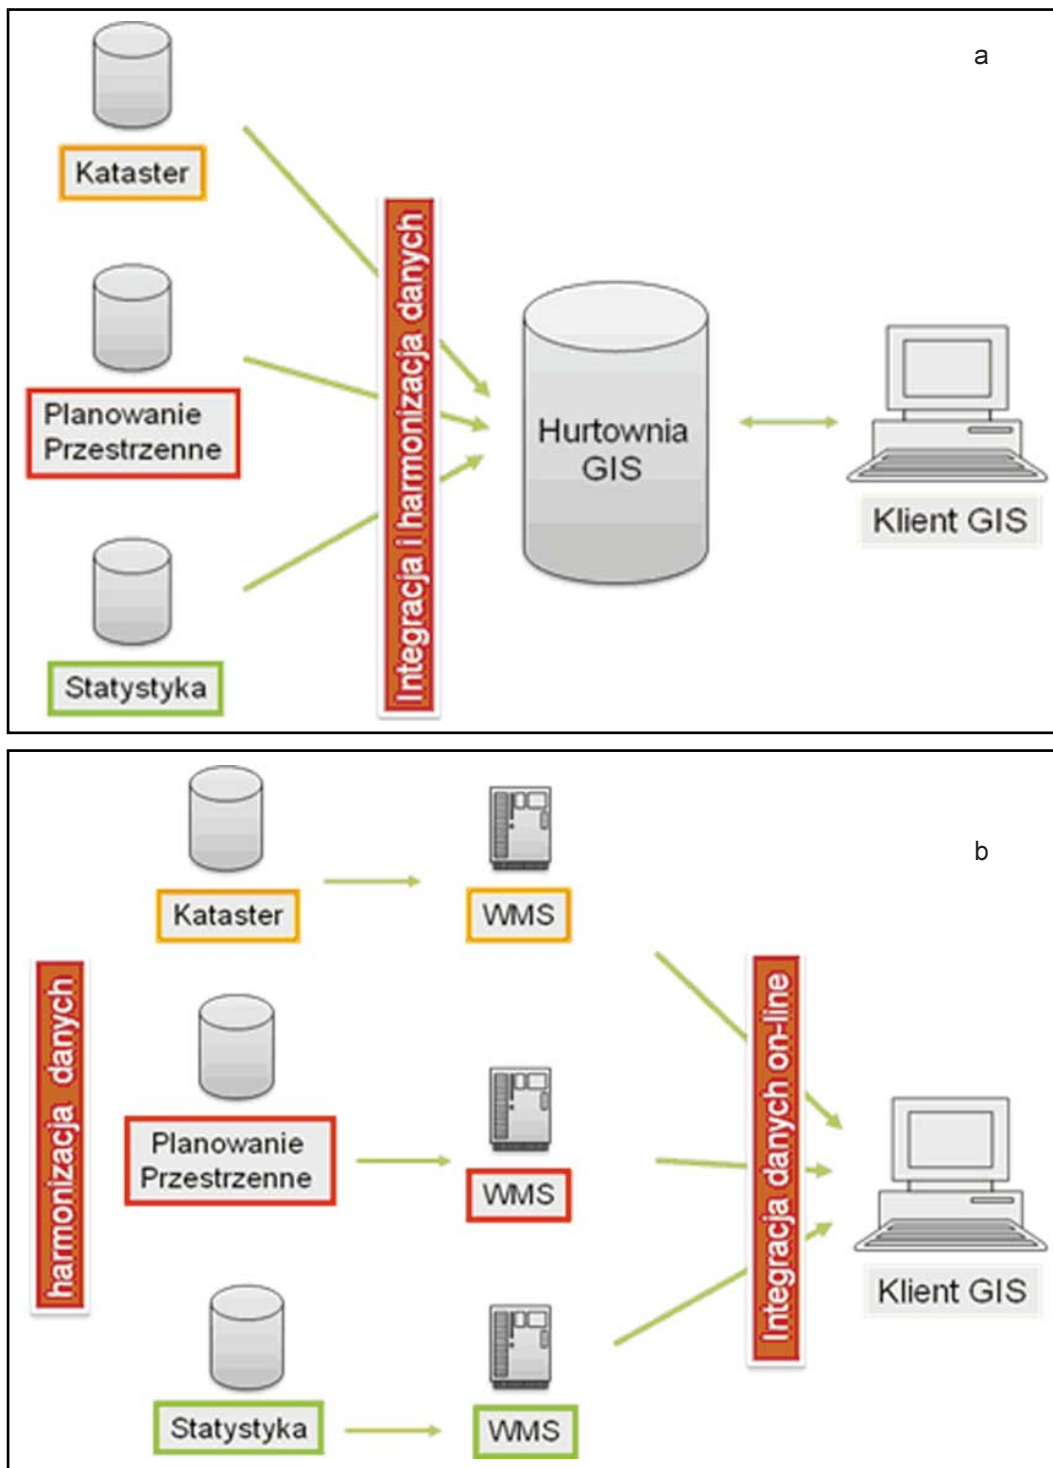 a
Kataster
Integracja i harmonizacja danych
Planowanie
Przestrzenne
Hurtownia
GIS
Klient GIS
Statystyka
b
Kataster
WMS
harmonizacja danych
Integracja danych on-line
Planowanie
Przestrzenne
WMS
Klient GIS
Statystyka
WMS